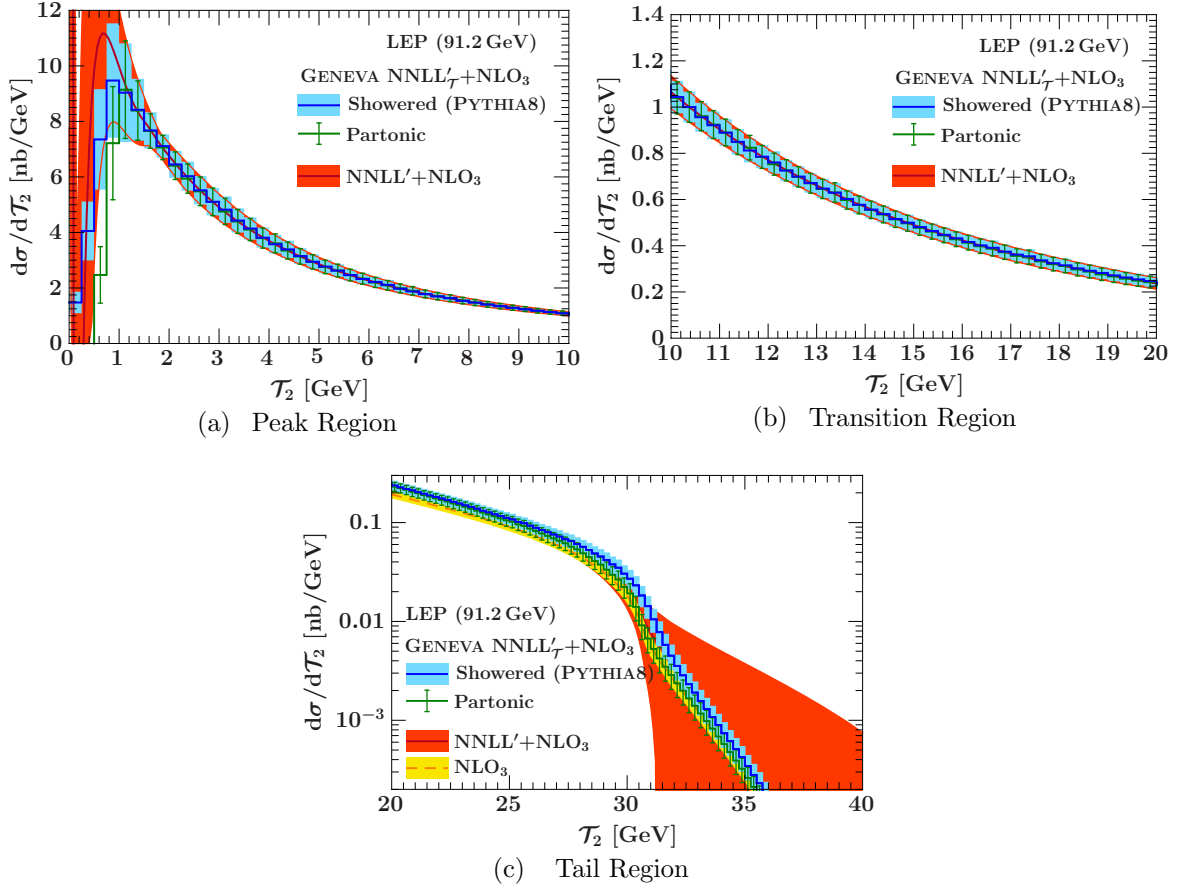 12
10
8
6
4
2
0
dσ/d𝒯₂ [nb/GeV]
LEP (91.2 GeV)
GENEVA NNLL′_𝒯+NLO₃
Showered (PYTHIA8)
Partonic
NNLL′+NLO₃
0 1 2 3 4 5 6 7 8 9 10
𝒯₂ [GeV]
(a) Peak Region
1.4
1.2
1
0.8
0.6
0.4
0.2
0
dσ/d𝒯₂ [nb/GeV]
LEP (91.2 GeV)
GENEVA NNLL′_𝒯+NLO₃
Showered (PYTHIA8)
Partonic
NNLL′+NLO₃
10 11 12 13 14 15 16 17 18 19 20
𝒯₂ [GeV]
(b) Transition Region
0.1
0.01
10⁻³
dσ/d𝒯₂ [nb/GeV]
LEP (91.2 GeV)
GENEVA NNLL′_𝒯+NLO₃
Showered (PYTHIA8)
Partonic
NNLL′+NLO₃
NLO₃
20 25 30 35 40
𝒯₂ [GeV]
(c) Tail Region